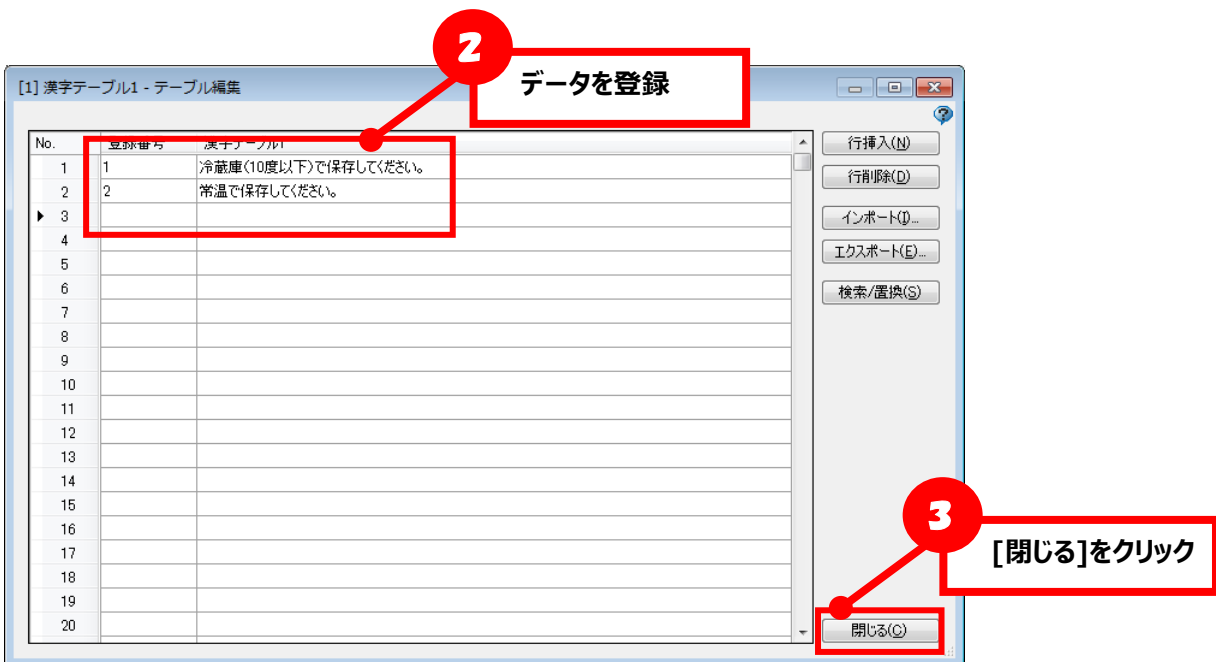 2
データを登録
[1] 漢字テーブル1 - テーブル編集
No. 登録番号 漢字テーブル1
1 1 冷蔵庫(10度以下)で保存してください。
2 2 常温で保存してください。
3
4
5
6
7
8
9
10
11
12
13
14
15
16
17
18
19
20
行挿入(N)
行削除(D)
インポート(I)...
エクスポート(E)...
検索/置換(S)
3
[閉じる]をクリック
閉じる(C)